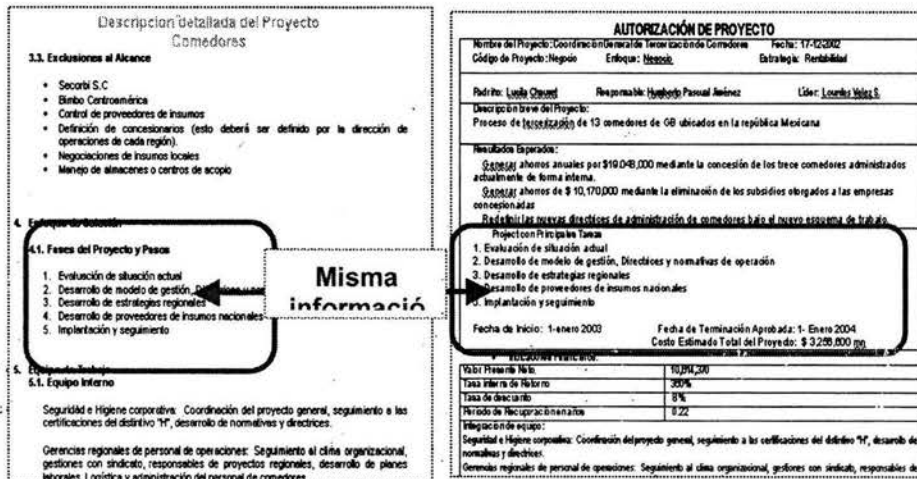 Descripcion detallada del Proyecto
Comedores
3.3. Exclusiones al Alcance
• Secorbi S.C
• Bimbo Centroamérica
• Control de proveedores de insumos
• Definición de concesionarios (esto deberá ser definido por la dirección de
operaciones de cada región).
• Negociaciones de insumos locales
• Manejo de almacenes o centros de acopio
4. Enfoque de Solución
4.1. Fases del Proyecto y Pasos
1. Evaluación de situación actual
2. Desarrollo de modelo de gestión,
3. Desarrollo de estrategias regionales
4. Desarrollo de proveedores de insumos nacionales
5. Implantación y seguimiento
5. Equipo de Trabajo
5.1. Equipo Interno
Seguridad e Higiene corporativa: Coordinación del proyecto general, seguimiento a las
certificaciones del distintivo "H", desarrollo de normativas y directrices.
Gerencias regionales de personal de operaciones: Seguimiento al clima organizacional,
gestiones con sindicato, responsables de proyectos regionales, desarrollo de planes
laborales, Logística y administración del personal de comedores
Misma
informació
AUTORIZACIÓN DE PROYECTO
Nombre del Proyecto: Coordinación General de Tercerización de Comedores Fecha: 17-12-2002
Código de Proyecto: Negocio Enfoque: Negocio Estrategia: Rentabilidad
Padrino: Lucila Responsable: Humberto Pascual Jiménez Líder: Lourdes Velez S.
Descripción breve del Proyecto:
Proceso de tercerización de 13 comedores de GB ubicados en la república Mexicana
Resultados Esperados:
Generar ahorros anuales por $19,048,000 mediante la concesión de los trece comedores administrados
actualmente de forma interna.
Generar ahorros de $ 10,170,000 mediante la eliminación de los subsidios otorgados a las empresas
concesionadas
Redefinir las nuevas directrices de administración de comedores bajo el nuevo esquema de trabajo.
Project con Principales Tareas
1. Evaluación de situación actual
2. Desarrollo de modelo de gestión, Directrices y normativas de operación
3. Desarrollo de estrategias regionales
Desarrollo de proveedores de insumos nacionales
5. Implantación y seguimiento
Fecha de Inicio: 1-enero 2003 Fecha de Terminación Aprobada: 1- Enero 2004
Costo Estimado Total del Proyecto: $
• Indicadores Financieros:
Valor Presente Neto
Tasa Interna de Retorno
Tasa de descuento 8%
Período de Recuperación en años 0.22
Integración de equipo:
Seguridad e Higiene corporativa: Coordinación del proyecto general, seguimiento a las certificaciones del distintivo "H", desarollo de
normativas y directrices.
Gerencias regionales de personal de operaciones: Seguimiento al clima organizacional, gestiones con sindicato, responsables de